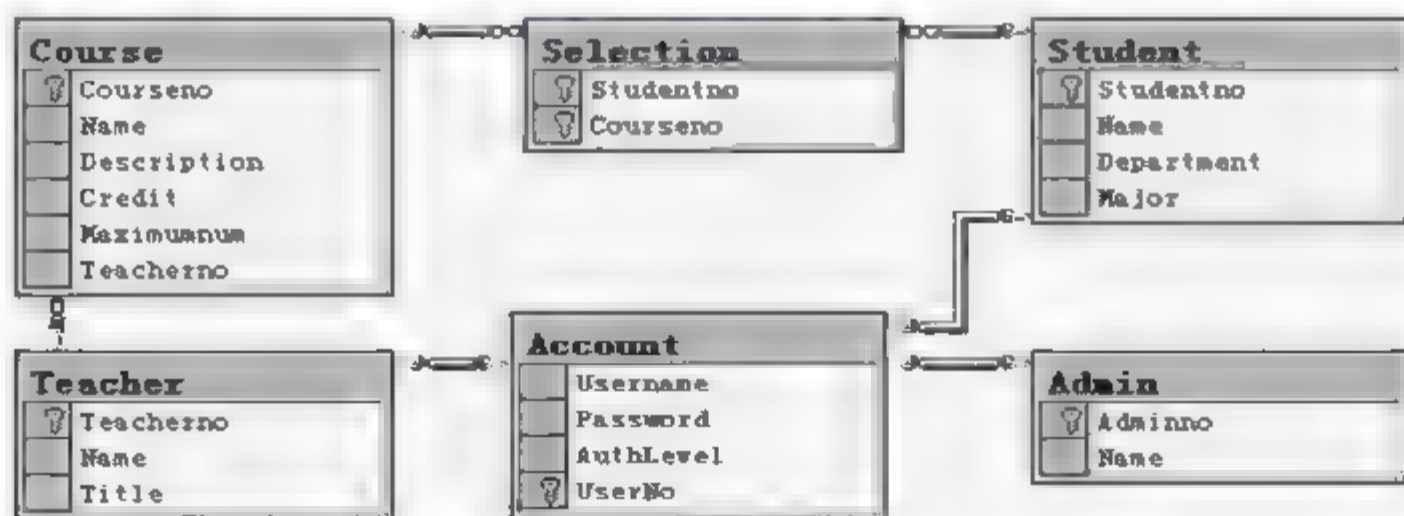 Course
Courseno
Name
Description
Credit
Maximumnum
Teacherno
Selection
Studentno
Courseno
Student
Studentno
Name
Department
Major
Teacher
Teacherno
Name
Title
Account
Username
Password
AuthLevel
UserNo
Admin
Adminno
Name